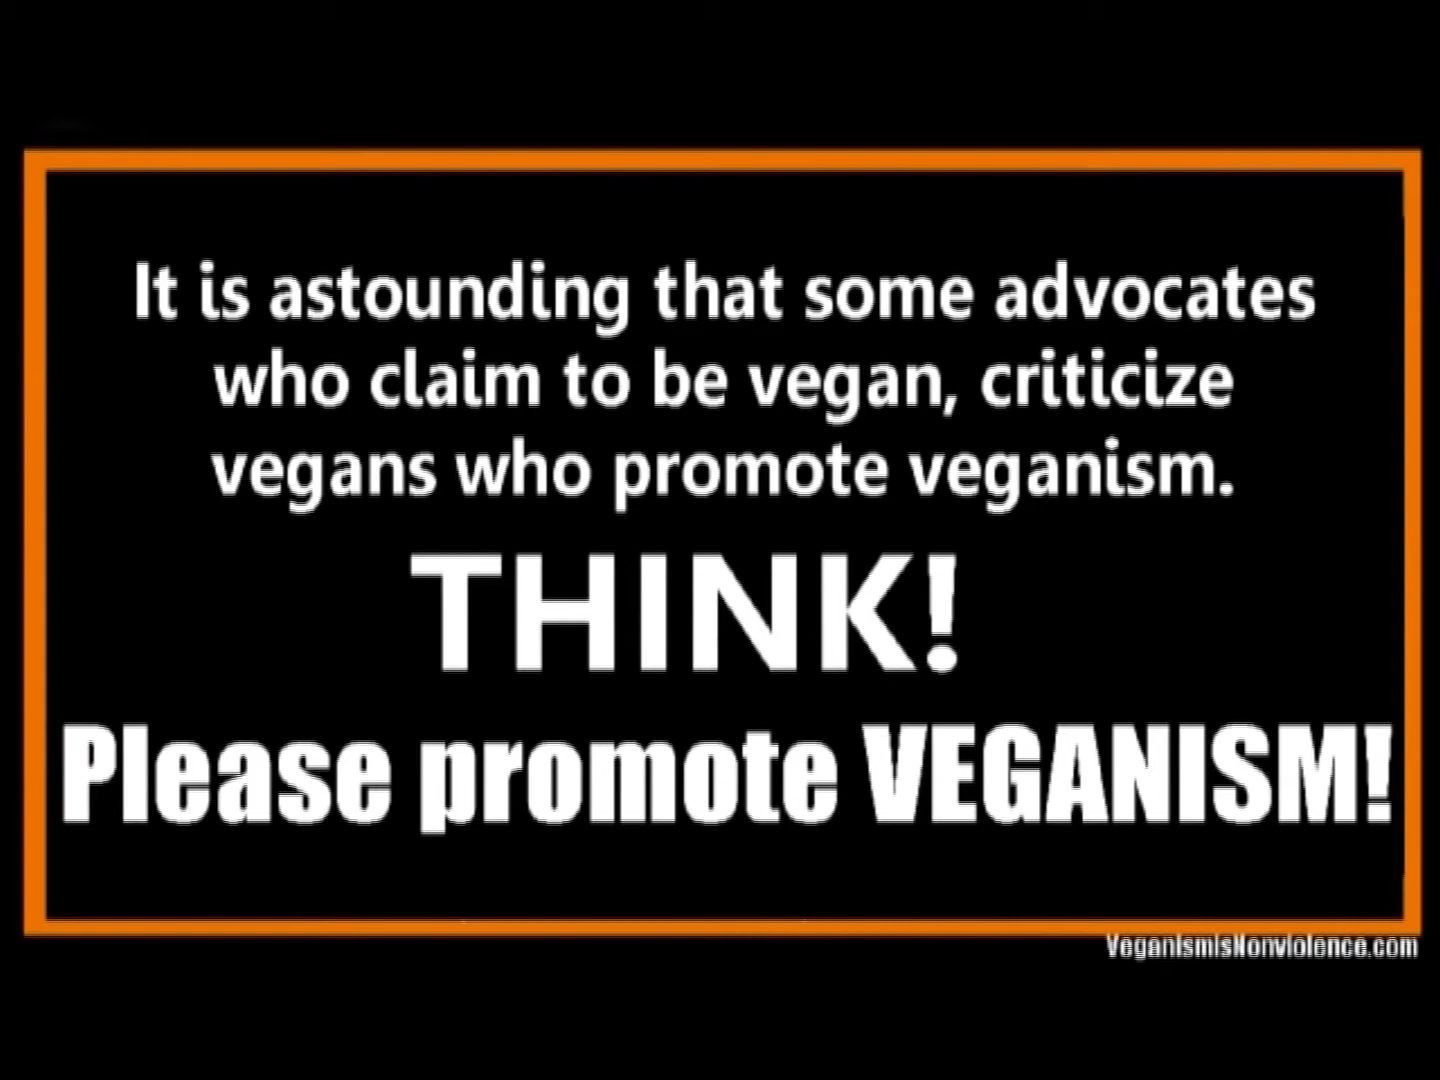 It is astounding that some advocates
who claim to be vegan, criticize
vegans who promote veganism.
THINK!
Please promote VEGANISM!
VeganismisNonviolence.com